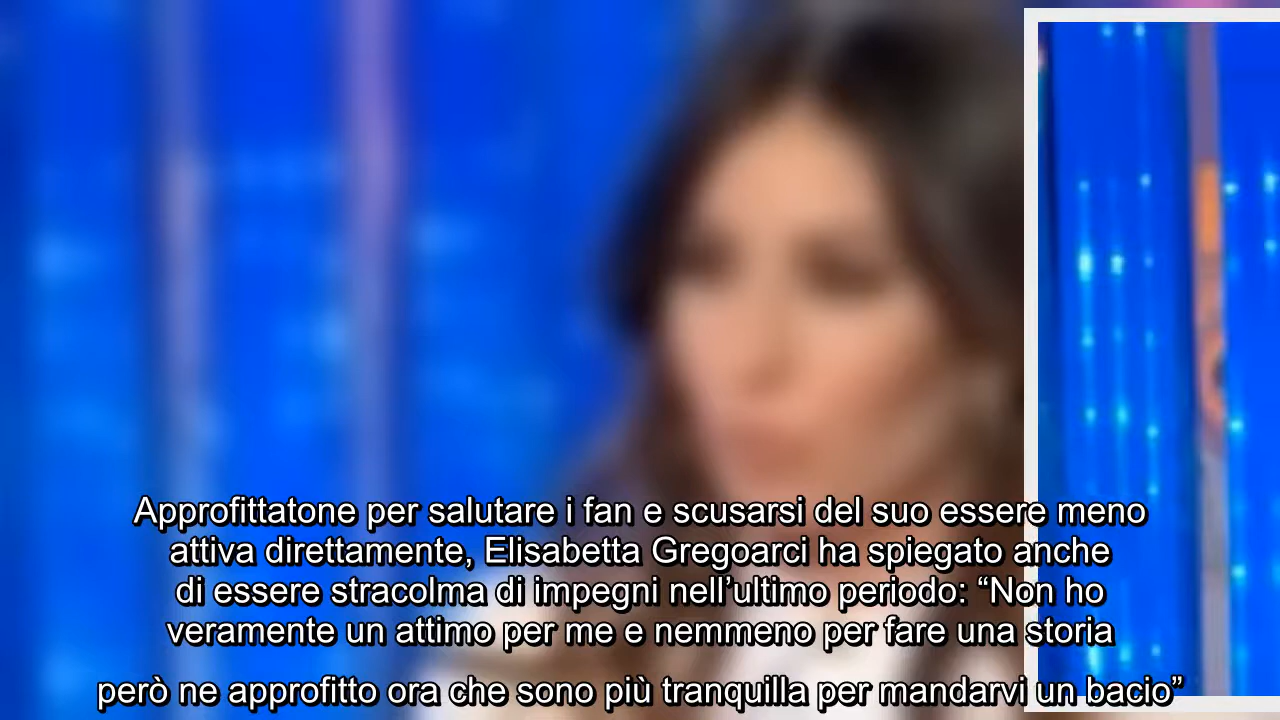 Approfittatone per salutare i fan e scusarsi del suo essere meno
attiva direttamente, Elisabetta Gregoarci ha spiegato anche
di essere stracolma di impegni nell’ultimo periodo: “Non ho
veramente un attimo per me e nemmeno per fare una storia
però ne approfitto ora che sono più tranquilla per mandarvi un bacio”